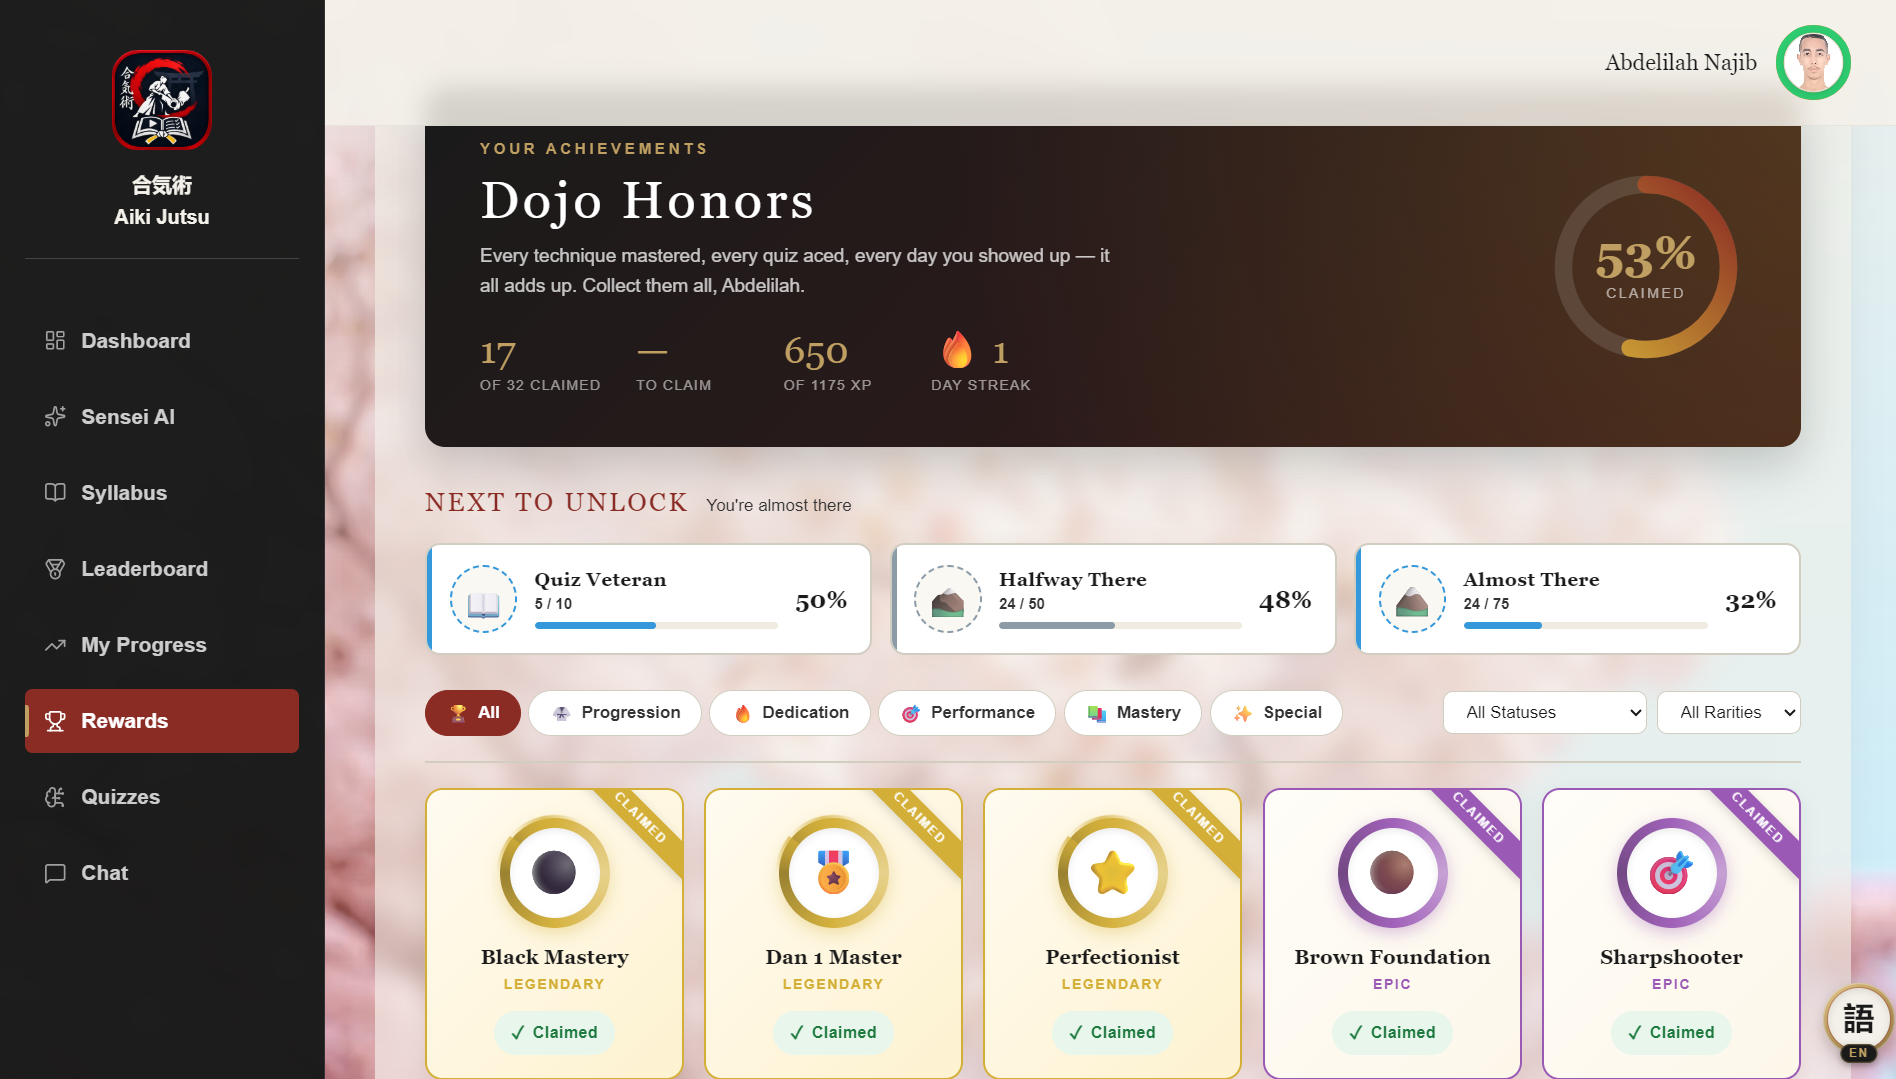 合気術
合気術
Aiki Jutsu
Dashboard
Sensei AI
Syllabus
Leaderboard
My Progress
Rewards
Quizzes
Chat
Abdelilah Najib
YOUR ACHIEVEMENTS
Dojo Honors
Every technique mastered, every quiz aced, every day you showed up — it
all adds up. Collect them all, Abdelilah.
17
OF 32 CLAIMED
—
TO CLAIM
650
OF 1175 XP
1
DAY STREAK
53%
CLAIMED
NEXT TO UNLOCK You're almost there
Quiz Veteran
5 / 10
50%
Halfway There
24 / 50
48%
Almost There
24 / 75
32%
All
Progression
Dedication
Performance
Mastery
Special
All Statuses
All Rarities
CLAIMED
Black Mastery
LEGENDARY
✓ Claimed
CLAIMED
Dan 1 Master
LEGENDARY
✓ Claimed
CLAIMED
Perfectionist
LEGENDARY
✓ Claimed
CLAIMED
Brown Foundation
EPIC
✓ Claimed
CLAIMED
Sharpshooter
EPIC
✓ Claimed
語
EN